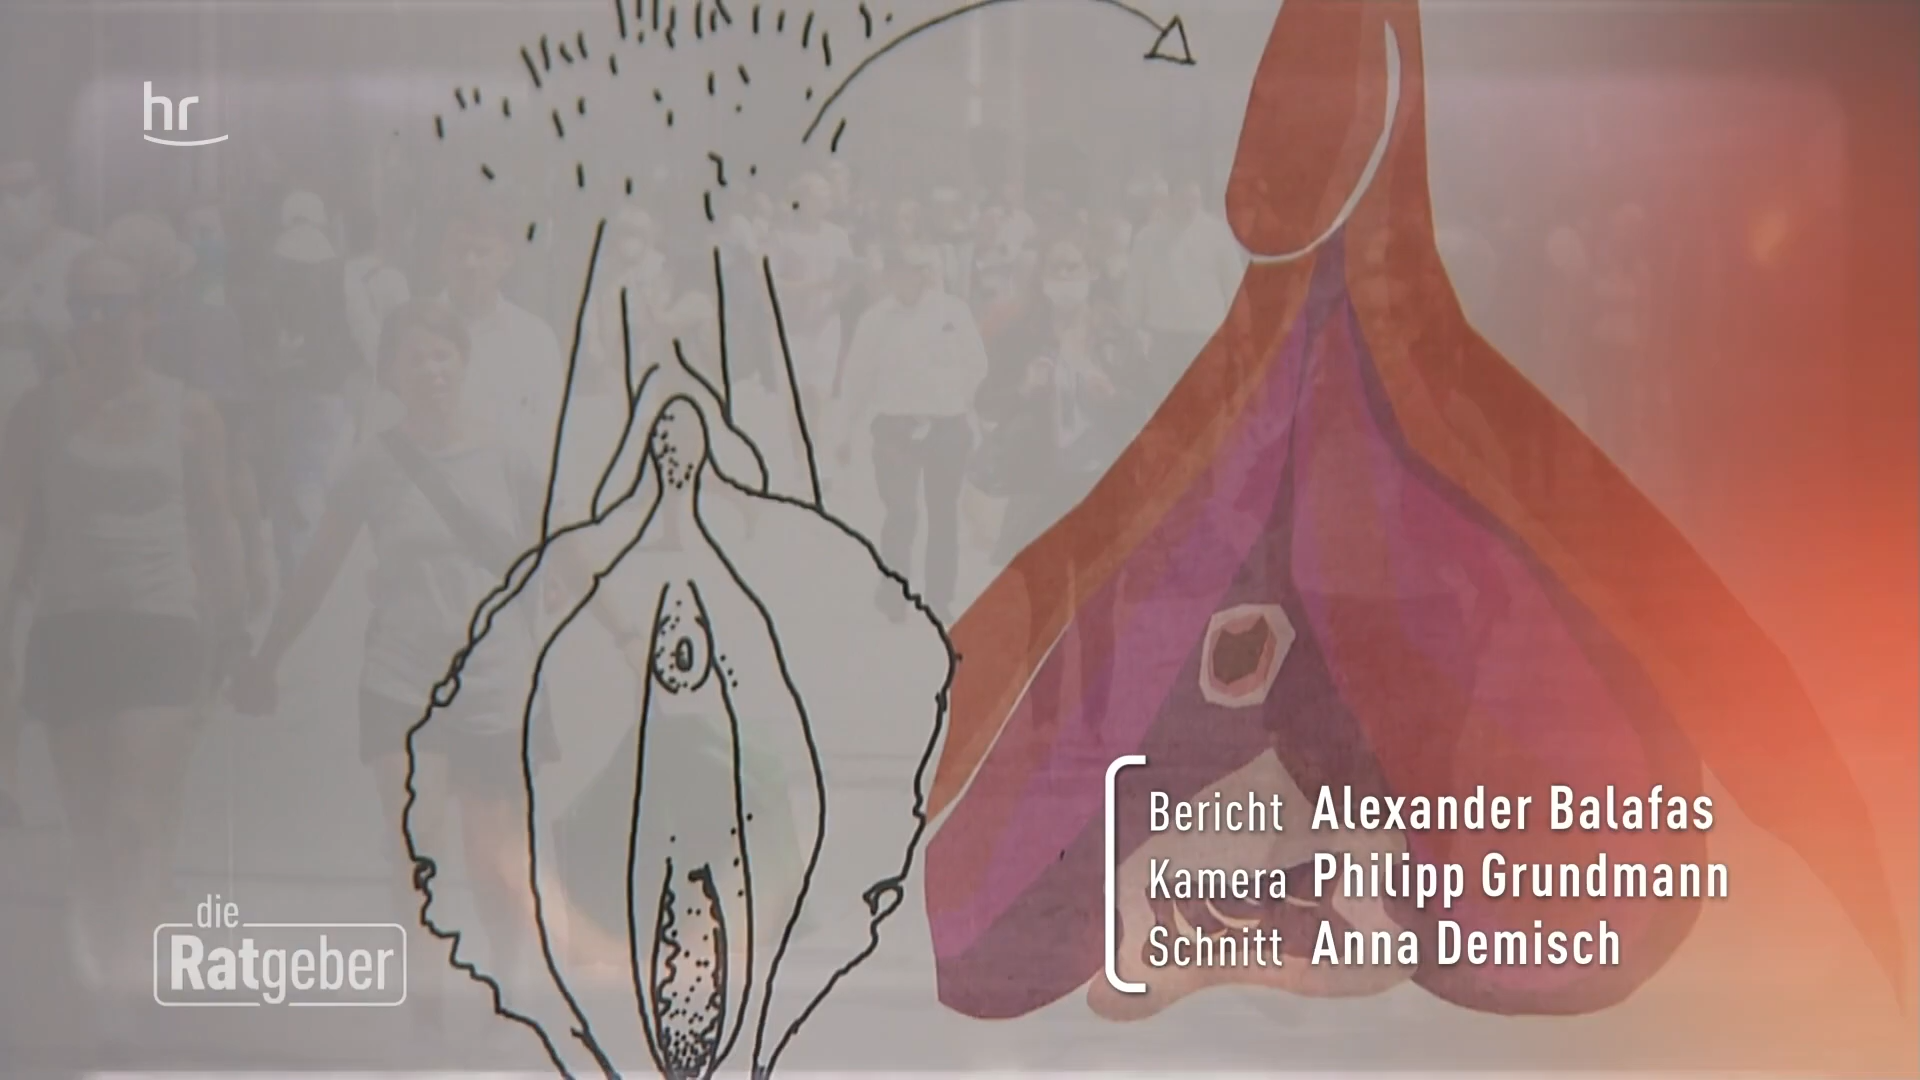 hr
Bericht Alexander Balafas
Kamera Philipp Grundmann
Schnitt Anna Demisch
die
Ratgeber